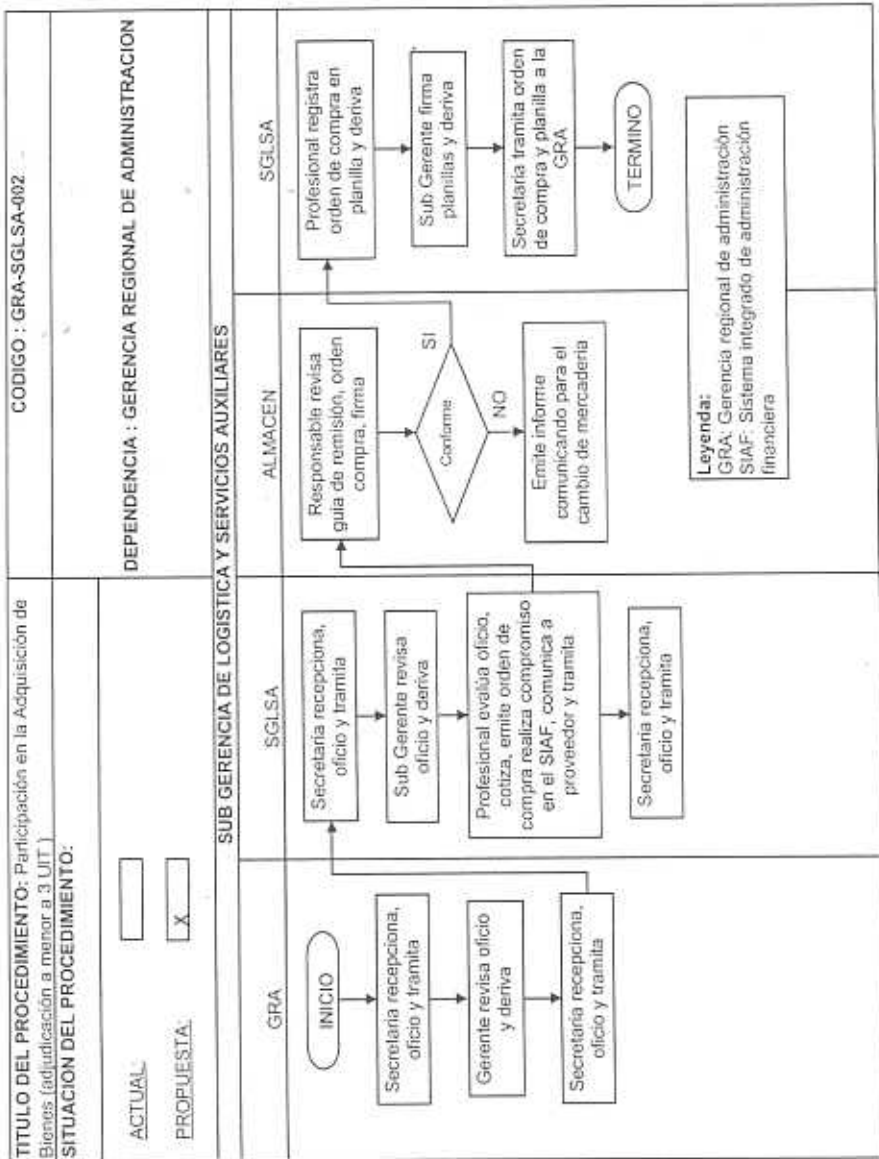 TITULO DEL PROCEDIMIENTO: Participación en la Adquisición de
Bienes (adjudicación a menor a 3 UIT )
CODIGO : GRA-SGLSA-002
SITUACION DEL PROCEDIMIENTO:
ACTUAL:
PROPUESTA:
X
DEPENDENCIA : GERENCIA REGIONAL DE ADMINISTRACION
SUB GERENCIA DE LOGÍSTICA Y SERVICIOS AUXILIARES
GRA
INICIO
Secretaria recepciona,
oficio y tramita
Gerente revisa oficio
y deriva
Secretaria recepciona,
oficio y tramita
SGLSA
Secretaria recepciona,
oficio y tramita
Sub Gerente revisa
oficio y deriva
Profesional evalúa oficio,
cotiza, emite orden de
compra realiza compromiso
en el SIAF, comunica a
proveedor y tramita
Secretaria recepciona,
oficio y tramita
ALMACEN
Responsable revisa
guía de remisión, orden
compra, firma
Conforme
SI
NO
Emite informe
comunicando para el
cambio de mercadería
SGLSA
Profesional registra
orden de compra en
planilla y deriva
Sub Gerente firma
planillas y deriva
Secretaria tramita orden
de compra y planilla a la
GRA
TERMINO
Leyenda:
GRA: Gerencia regional de administración
SIAF: Sistema integrado de administración
financiera